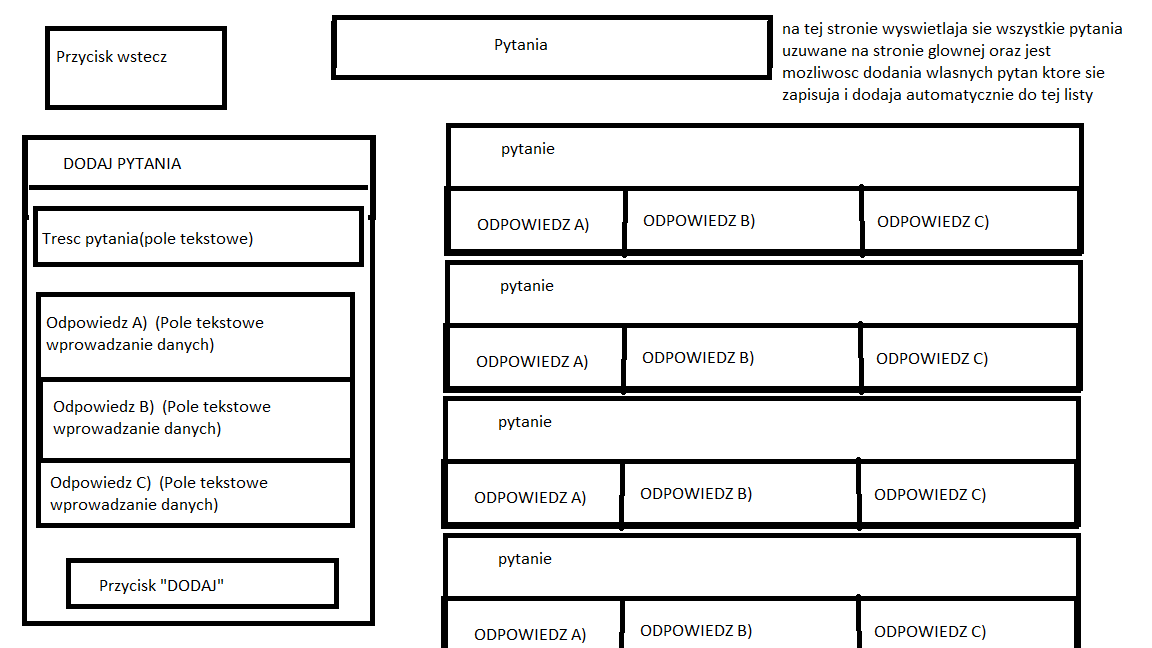 Przycisk wstecz
Pytania
na tej stronie wyswietlaja sie wszystkie pytania
uzuwane na stronie glownej oraz jest
mozliwosc dodania wlasnych pytan ktore sie
zapisuja i dodaja automatycznie do tej listy
DODAJ PYTANIA
Tresc pytania(pole tekstowe)
Odpowiedz A) (Pole tekstowe
wprowadzanie danych)
Odpowiedz B) (Pole tekstowe
wprowadzanie danych)
Odpowiedz C) (Pole tekstowe
wprowadzanie danych)
Przycisk "DODAJ"
pytanie
ODPOWIEDZ A) ODPOWIEDZ B) ODPOWIEDZ C)
pytanie
ODPOWIEDZ A) ODPOWIEDZ B) ODPOWIEDZ C)
pytanie
ODPOWIEDZ A) ODPOWIEDZ B) ODPOWIEDZ C)
pytanie
ODPOWIEDZ A) ODPOWIEDZ B) ODPOWIEDZ C)